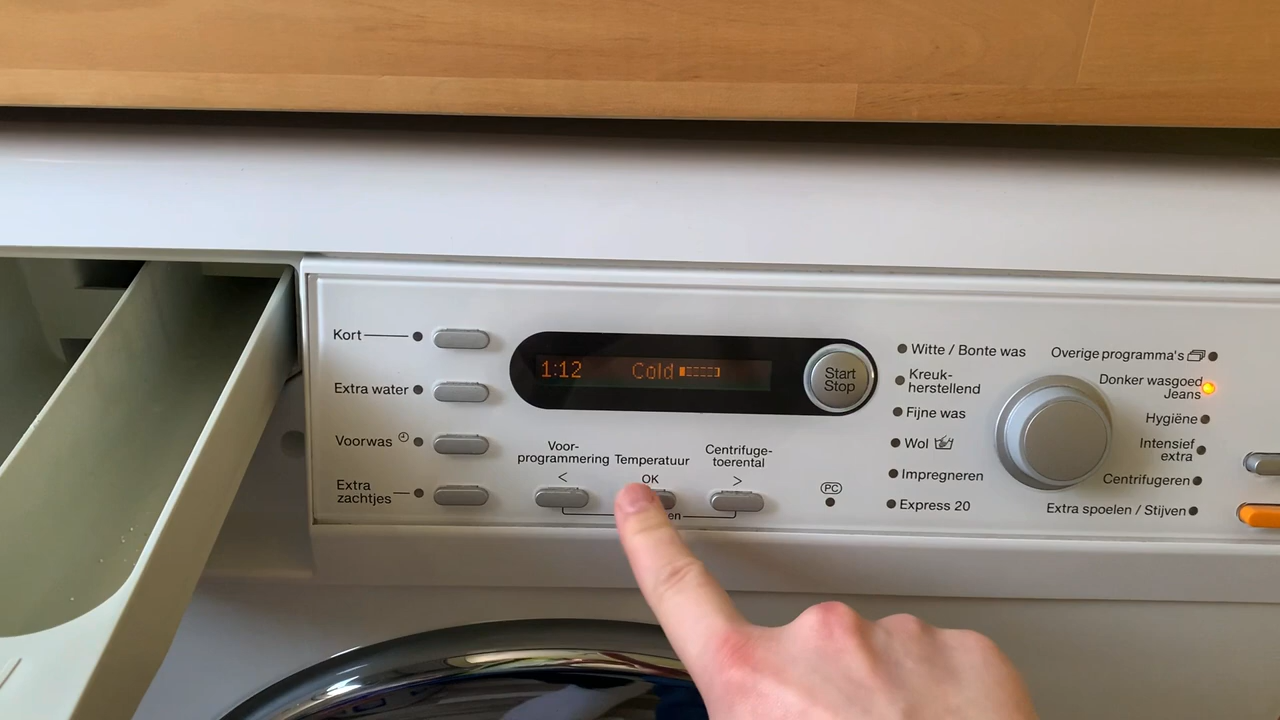 Kort
Extra water
Voorwas
Extra
zachtjes
1:12 Cold
Start
Stop
Voor-
programmering
<
Temperatuur
OK
Centrifuge-
toerental
>
PC
Witte / Bonte was
Kreuk-
herstellend
Fijne was
Wol
Impregneren
Express 20
Overige programma's
Donker wasgoed
Jeans
Hygiëne
Intensief
extra
Centrifugeren
Extra spoelen / Stijven